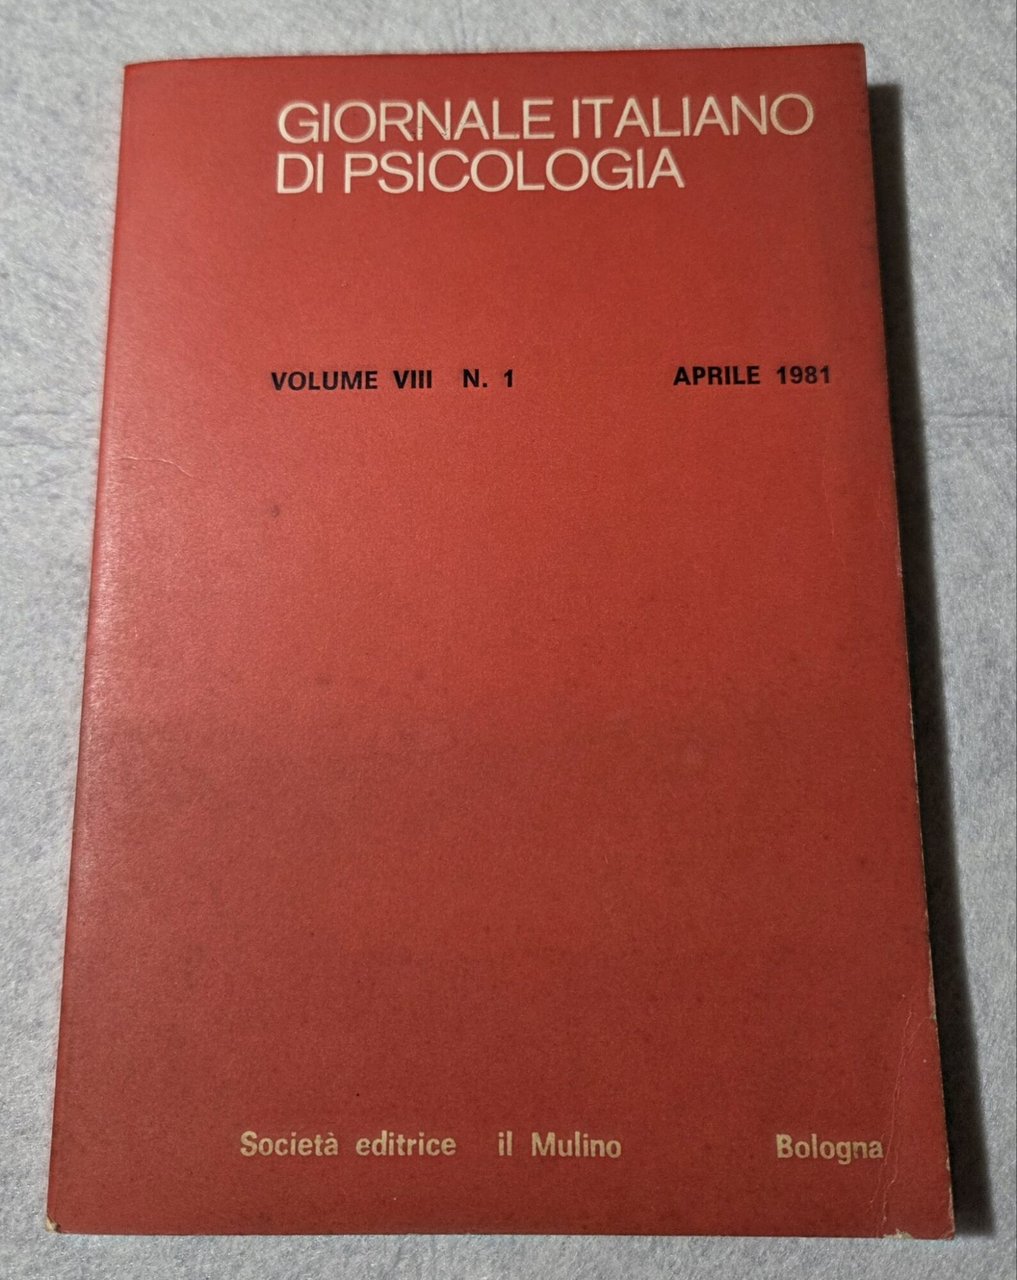 GIORNALE ITALIANO
DI PSICOLOGIA
VOLUME VIII N. 1 APRILE 1981
Società editrice il Mulino Bologna